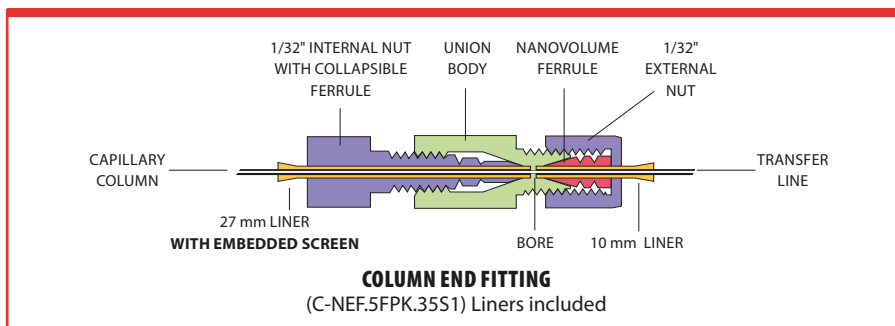 1/32" INTERNAL NUT
WITH COLLAPSIBLE
FERRULE
UNION
BODY
NANOVOLUME
FERRULE
1/32"
EXTERNAL
NUT
CAPILLARY
COLUMN
TRANSFER
LINE
27 mm LINER
WITH EMBEDDED SCREEN
BORE
10 mm LINER
COLUMN END FITTING
(C-NEF.5FPK.35S1) Liners included